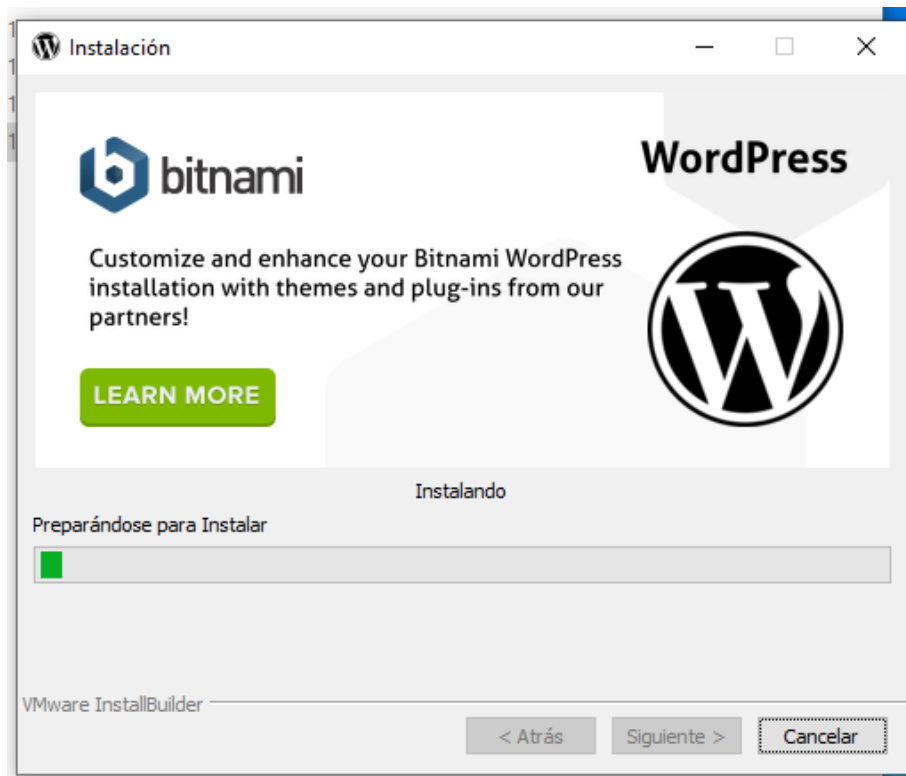 Instalación
bitnami
WordPress
Customize and enhance your Bitnami WordPress
installation with themes and plug-ins from our
partners!
LEARN MORE
Instalando
Preparándose para Instalar
VMware InstallBuilder
< Atrás
Siguiente >
Cancelar